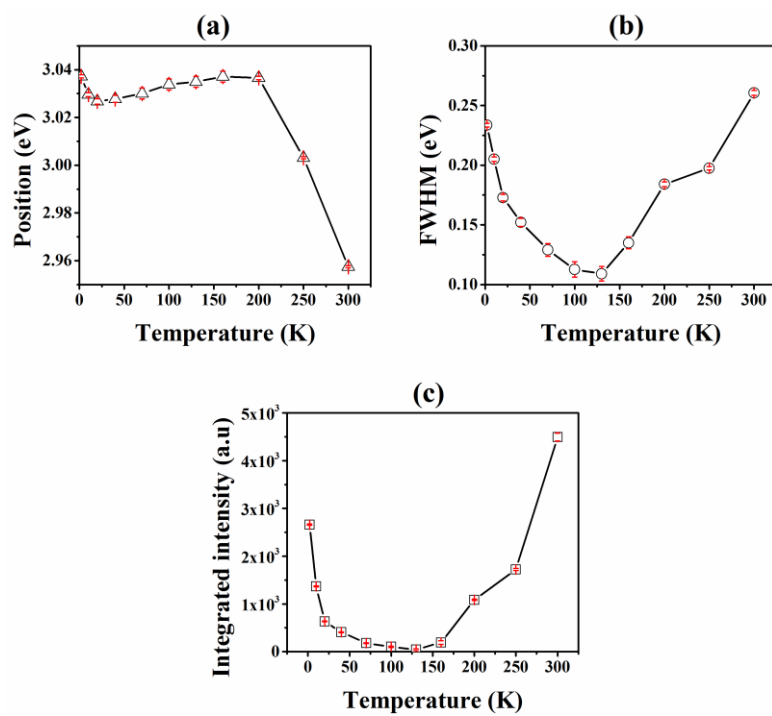 (a)
3.04
3.02
3.00
2.98
2.96
Position (eV)
0 50 100 150 200 250 300
Temperature (K)
(b)
0.30
0.25
0.20
0.15
0.10
FWHM (eV)
0 50 100 150 200 250 300
Temperature (K)
(c)
5x10³
4x10³
3x10³
2x10³
1x10³
0
Integrated intensity (a.u)
0 50 100 150 200 250 300
Temperature (K)